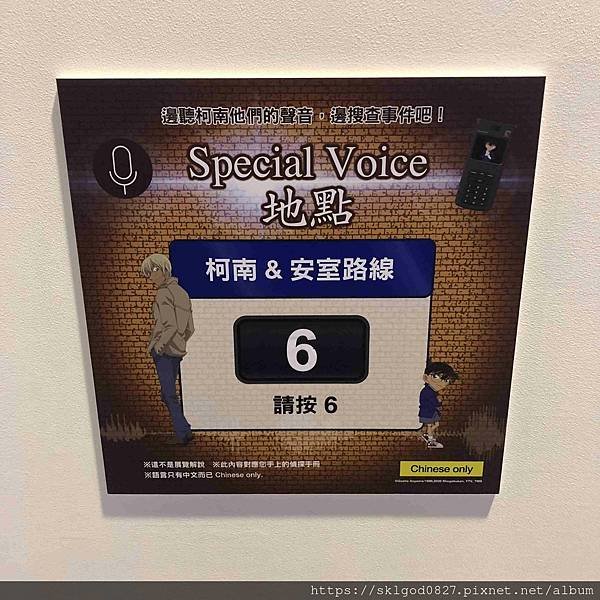 邊聽柯南他們的聲音，邊搜查事件吧！
Special Voice
地點
柯南 & 安室路線
6
請按 6
※這不是展覽解說 ※此內容對應您手上的偵探手冊
※語言只有中文而已 Chinese only.
Chinese only
https://sklgod0827.pixnet.net/album